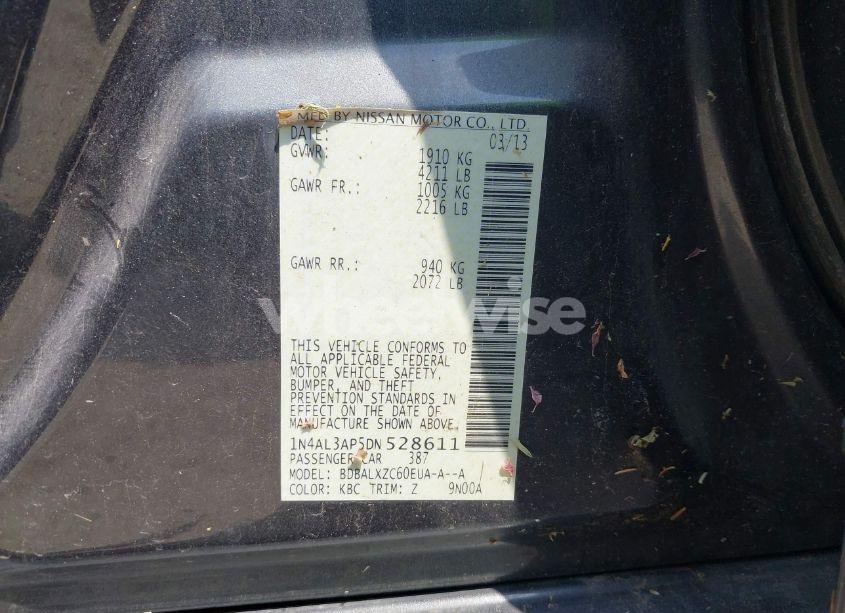 MFD BY NISSAN MOTOR CO., LTD.
DATE: 03/13
GVWR: 1910 KG
4211 LB
GAWR FR.: 1005 KG
2216 LB
GAWR RR.: 940 KG
2072 LB
wheelwise
THIS VEHICLE CONFORMS TO
ALL APPLICABLE FEDERAL
MOTOR VEHICLE SAFETY,
BUMPER, AND THEFT
PREVENTION STANDARDS IN
EFFECT ON THE DATE OF
MANUFACTURE SHOWN ABOVE.
1N4AL3AP5DN528611
PASSENGER CAR 387
MODEL: BDBALXZC60EUA-A--A
COLOR: KBC TRIM: Z 9N00A